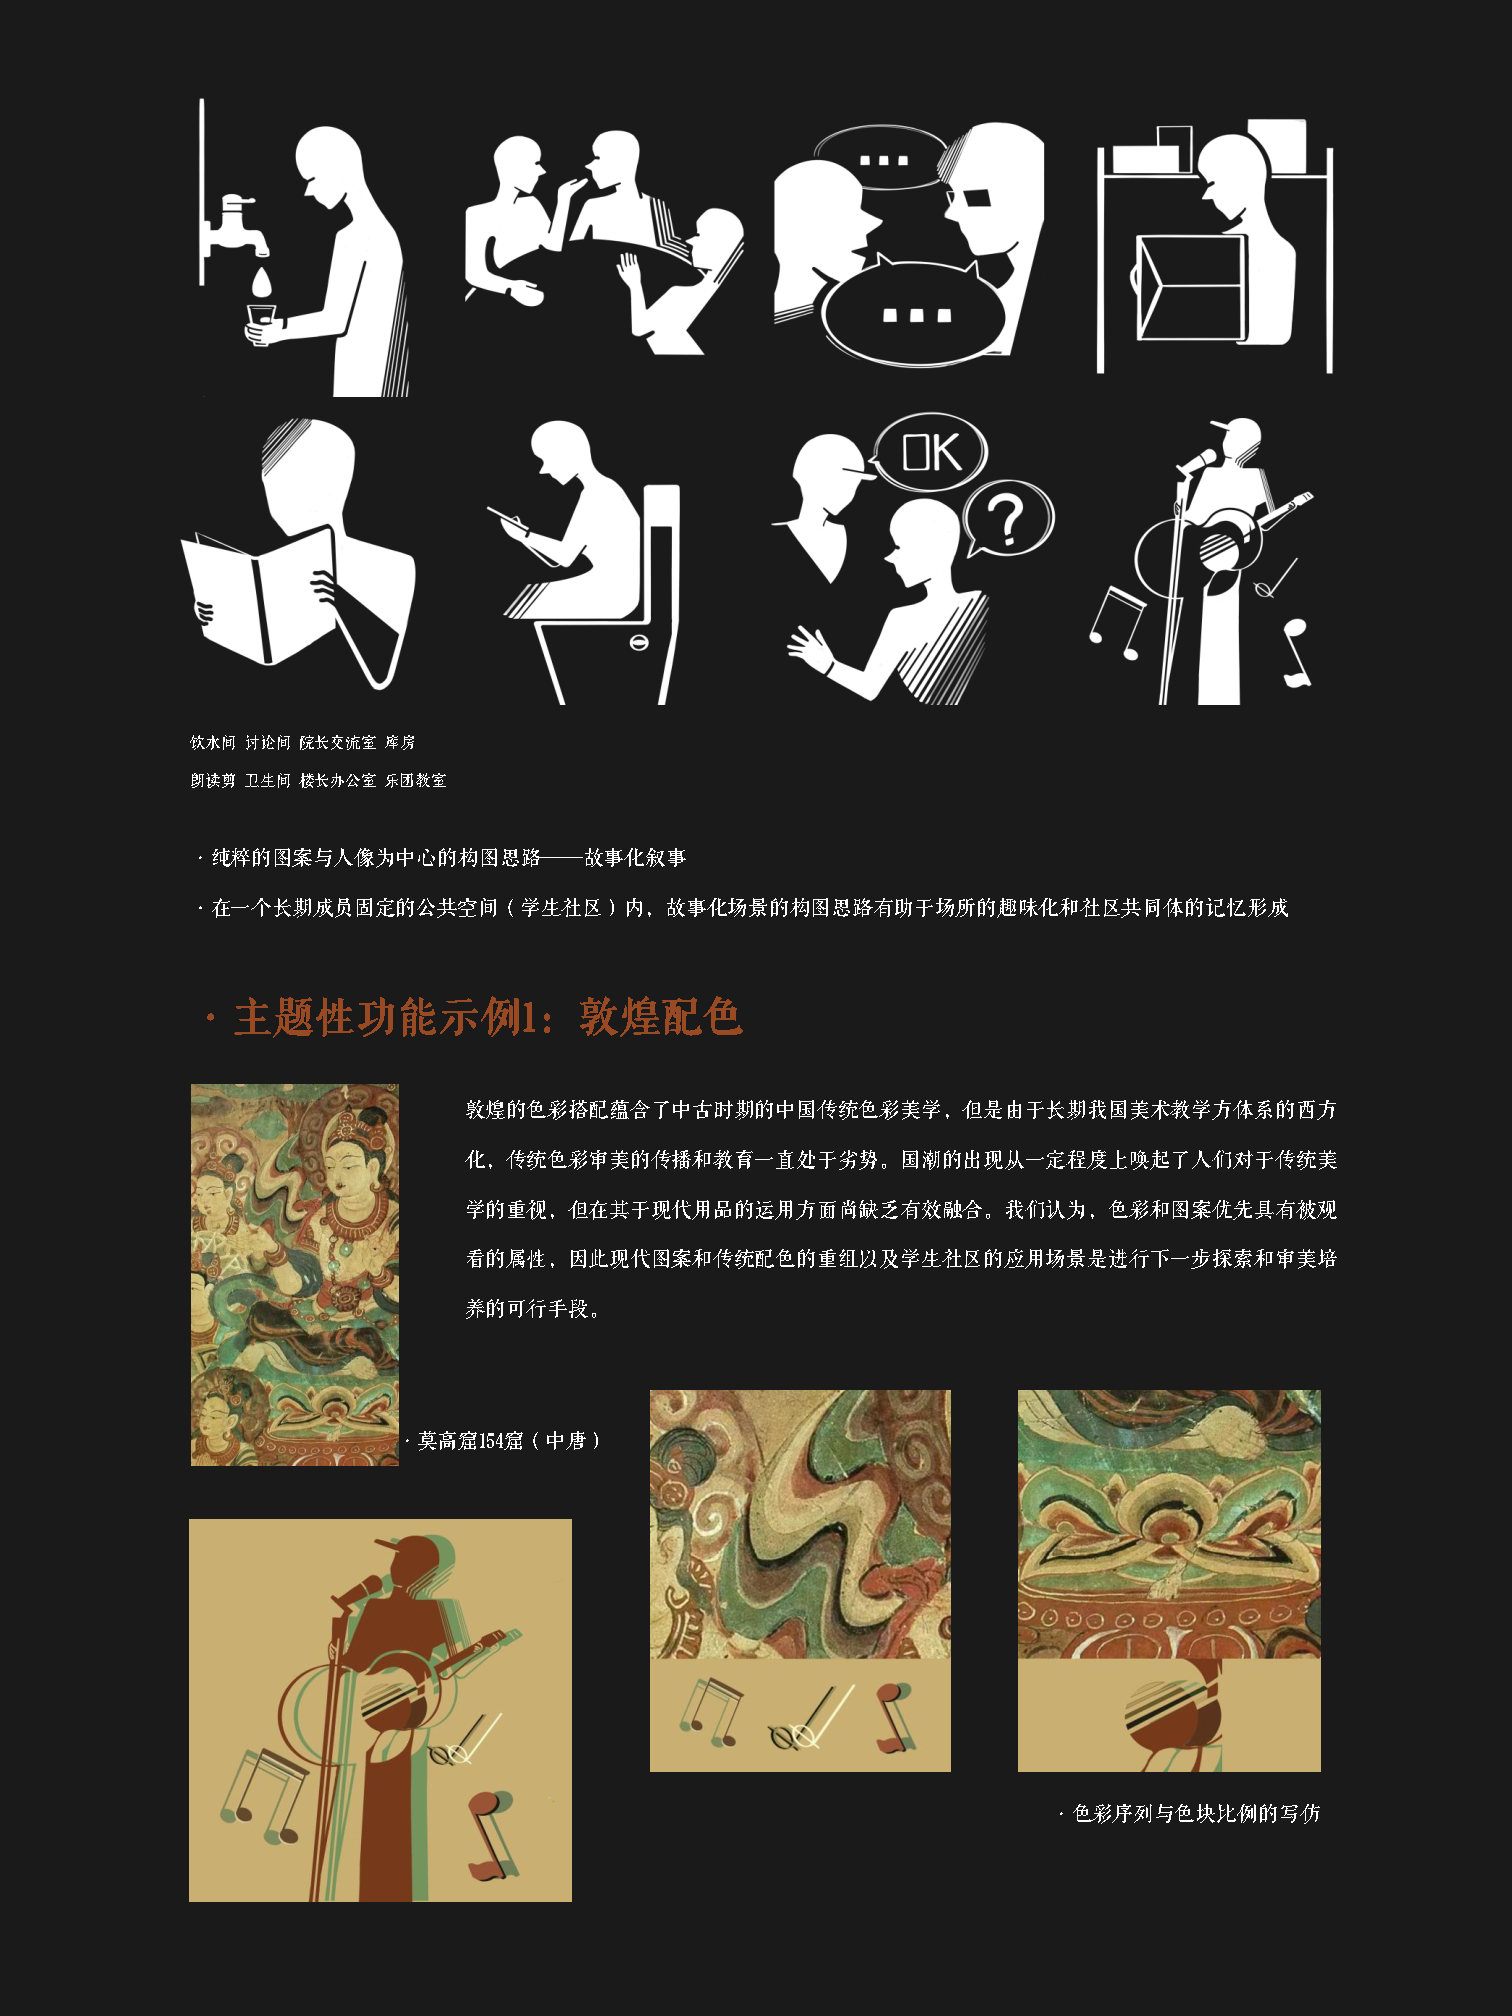 OK
?
饮水间 讨论间 院长交流室 库房
朗读剪 卫生间 楼长办公室 乐团教室
· 纯粹的图案与人像为中心的构图思路——故事化叙事
· 在一个长期成员固定的公共空间（学生社区）内，故事化场景的构图思路有助于场所的趣味化和社区共同体的记忆形成
· 主题性功能示例1：敦煌配色
敦煌的色彩搭配蕴含了中古时期的中国传统色彩美学，但是由于长期我国美术教学方体系的西方
化，传统色彩审美的传播和教育一直处于劣势。国潮的出现从一定程度上唤起了人们对于传统美
学的重视，但在其于现代用品的运用方面尚缺乏有效融合。我们认为，色彩和图案优先具有被观
看的属性，因此现代图案和传统配色的重组以及学生社区的应用场景是进行下一步探索和审美培
养的可行手段。
· 莫高窟154窟（中唐）
· 色彩序列与色块比例的写仿